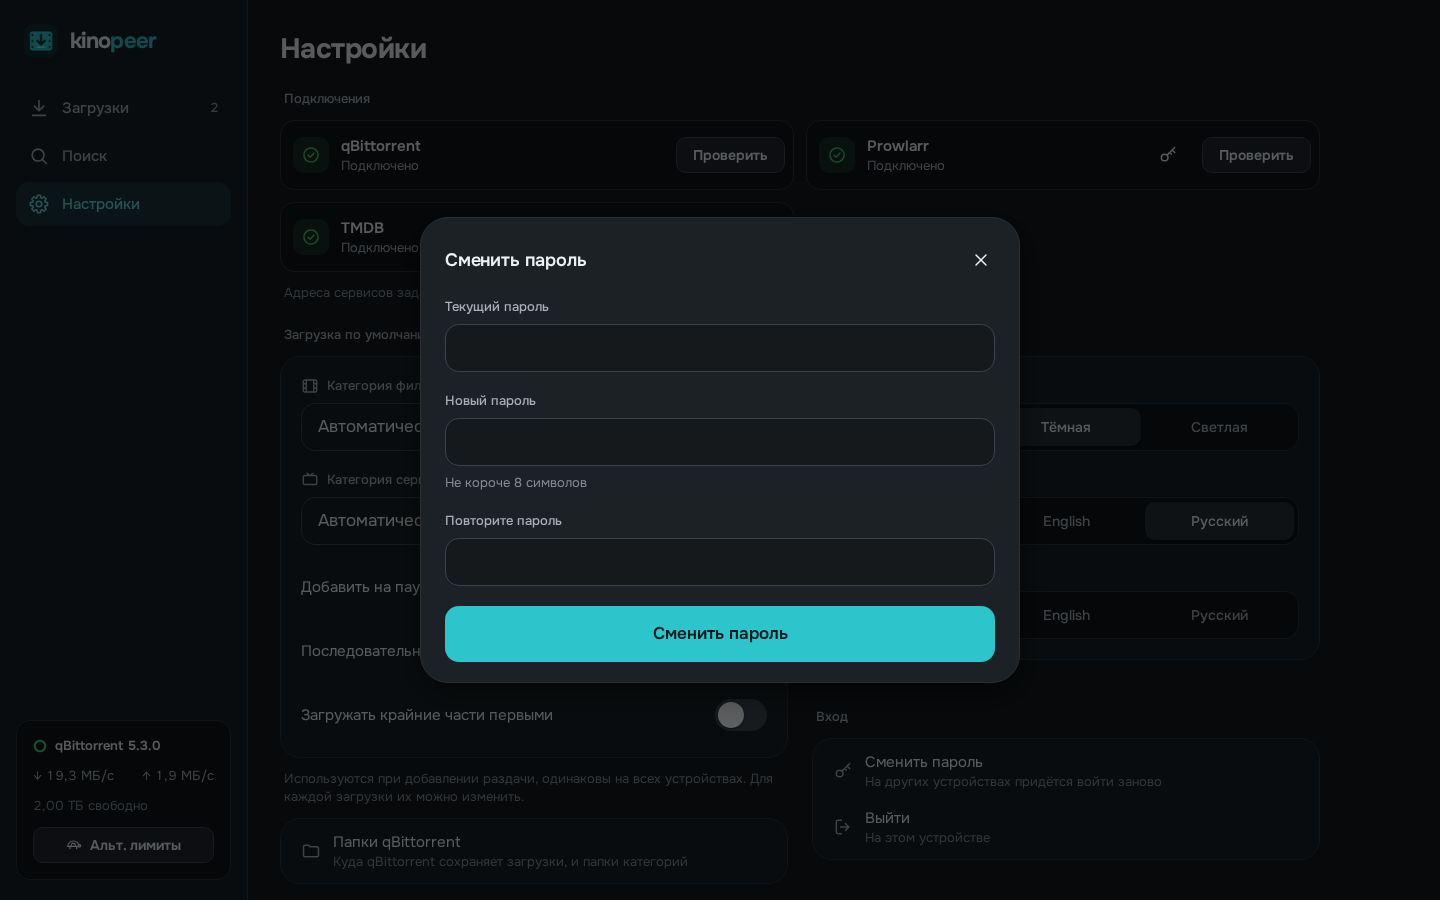 kinopeer
Загрузки 2
Поиск
Настройки
qBittorrent 5.3.0
↓ 19,3 МБ/с ↑ 1,9 МБ/с
2,00 ТБ свободно
Альт. лимиты
Настройки
Подключения
qBittorrent
Подключено
Проверить
Prowlarr
Подключено
Проверить
TMDB
Подключено
Адреса сервисов зад
Загрузка по умолчани
Категория фил
Автоматичес
Категория сери
Автоматичес
Добавить на пау
Последовательн
Загружать крайние части первыми
Используются при добавлении раздачи, одинаковы на всех устройствах. Для
каждой загрузки их можно изменить.
Папки qBittorrent
Куда qBittorrent сохраняет загрузки, и папки категорий
Тёмная Светлая
English Русский
English Русский
Вход
Сменить пароль
На других устройствах придётся войти заново
Выйти
На этом устройстве
Сменить пароль
Текущий пароль
Новый пароль
Не короче 8 символов
Повторите пароль
Сменить пароль